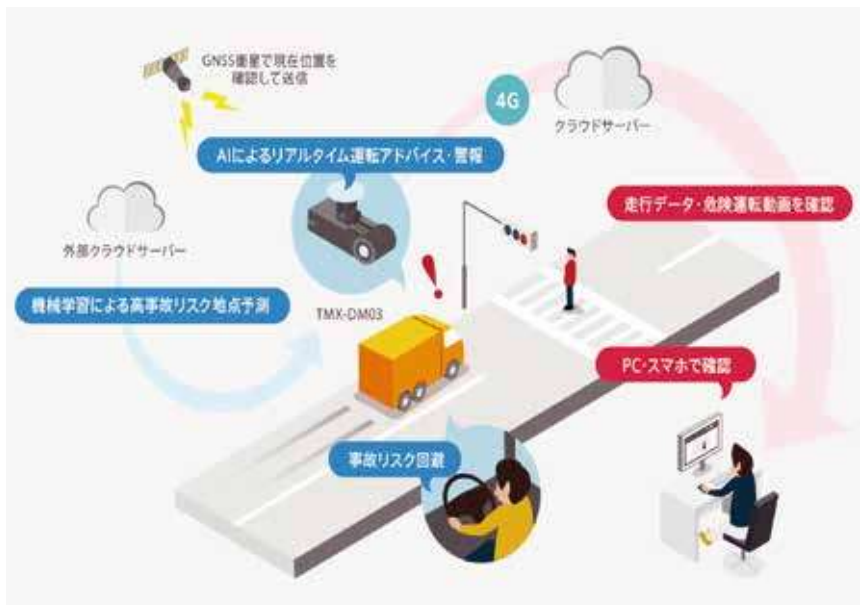 GNSS衛星で現在位置を
確認して送信
4G
クラウドサーバー
AIによるリアルタイム運転アドバイス・警報
走行データ・危険運転動画を確認
外部クラウドサーバー
機械学習による高事故リスク地点予測
TMX-DM03
PC・スマホで確認
事故リスク回避